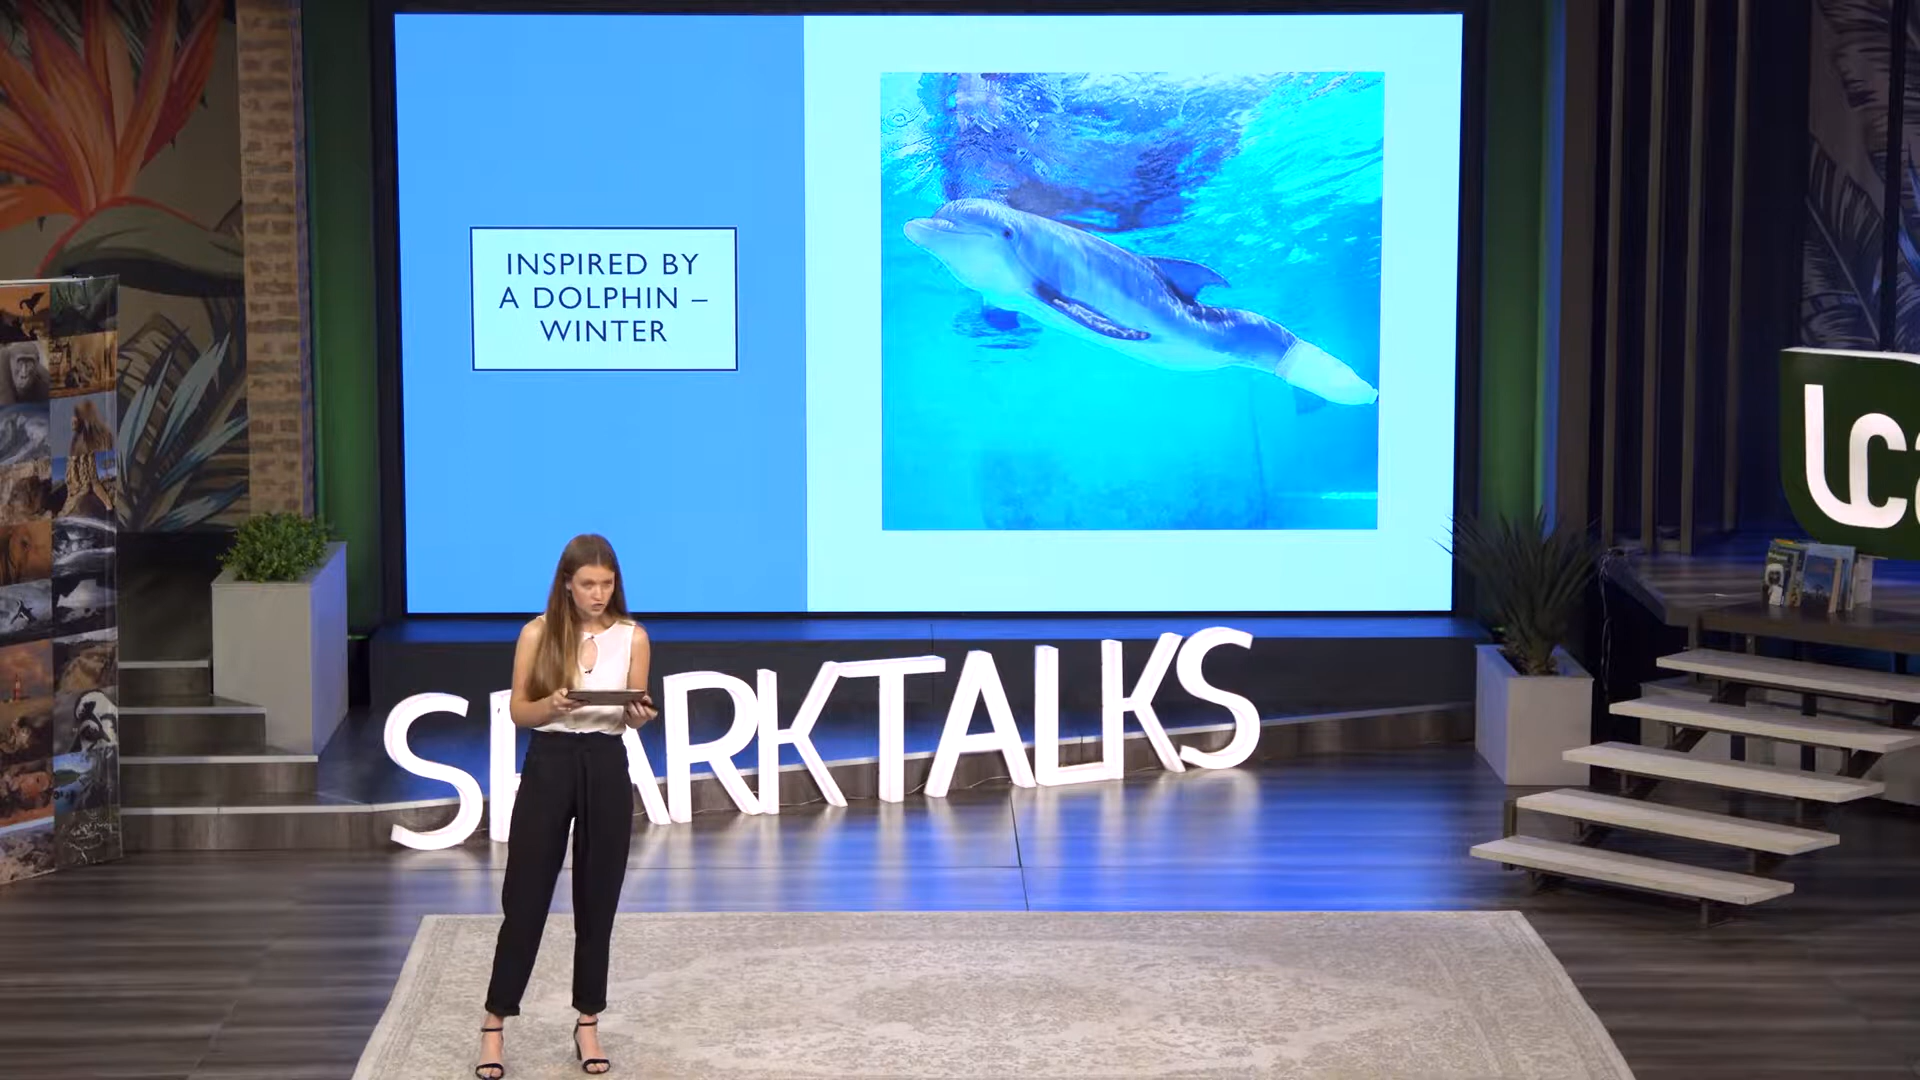 INSPIRED BY
A DOLPHIN –
WINTER
SPARKTALKS